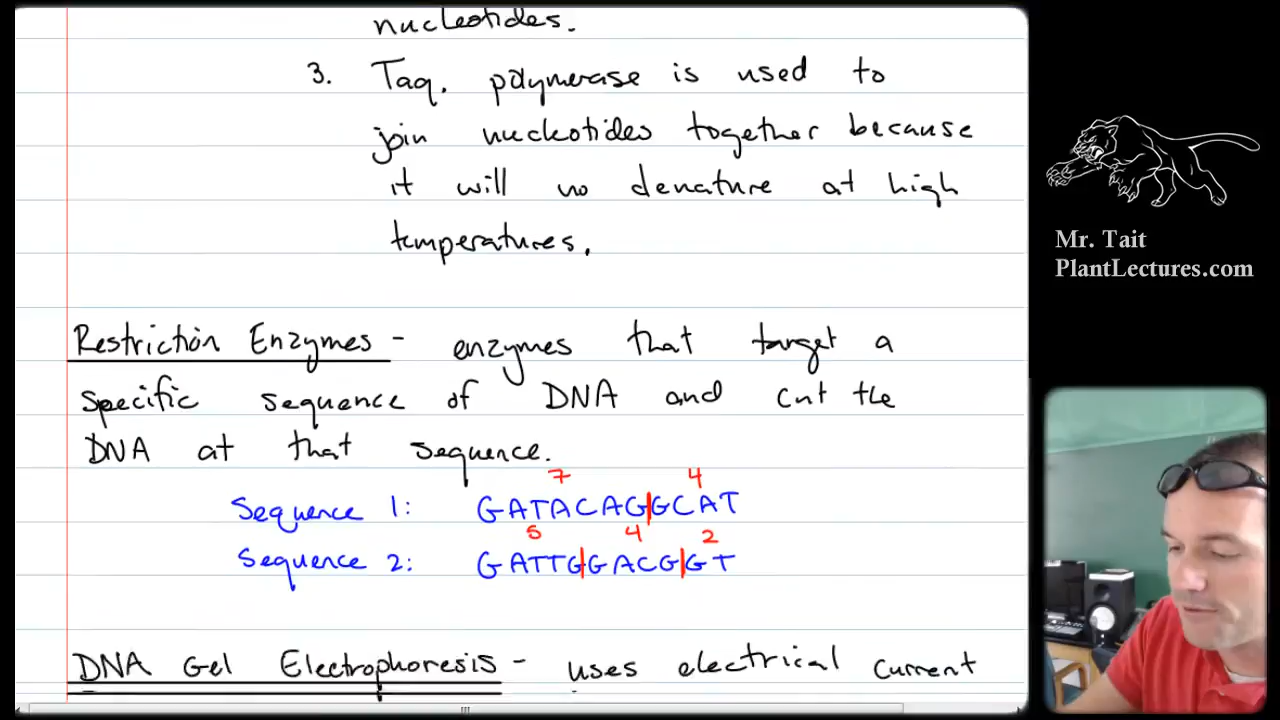 nucleotides.
3. Taq. polymerase is used to
join nucleotides together because
it will no denature at high
temperatures.
Mr. Tait
PlantLectures.com
Restriction Enzymes - enzymes that target a
specific sequence of DNA and cut the
DNA at that sequence.
7 4
Sequence 1: GATACAG|GCAT
5 4 2
Sequence 2: GATTG|GACG|GT
DNA Gel Electrophoresis - uses electrical current